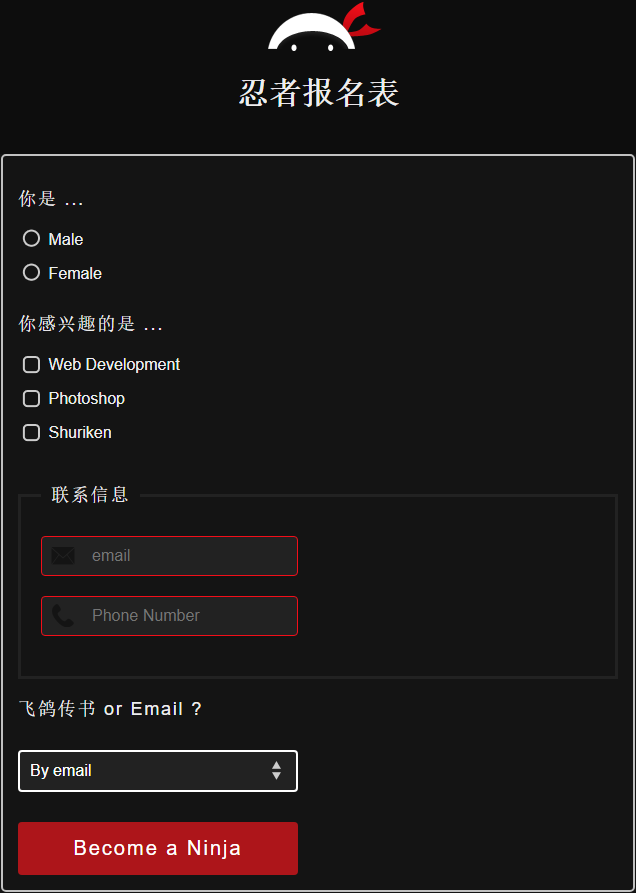 忍者报名表
你是 ...
Male
Female
你感兴趣的是 ...
Web Development
Photoshop
Shuriken
联系信息
email
Phone Number
飞鸽传书 or Email ?
By email
Become a Ninja